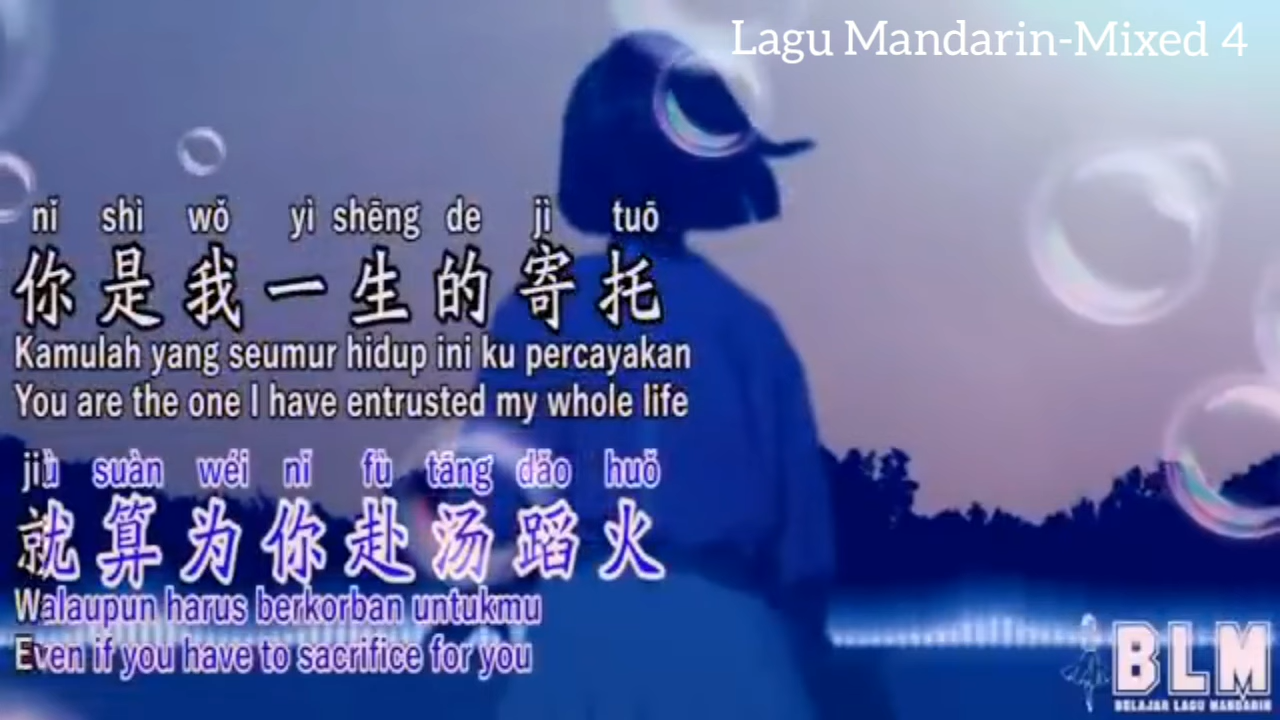 Lagu Mandarin-Mixed 4
nǐ shì wǒ yì shēng de jì tuō
你是我一生的寄托
Kamulah yang seumur hidup ini ku percayakan
You are the one I have entrusted my whole life
jiù suàn wéi nǐ fù tāng dǎo huǒ
就算为你赴汤蹈火
Walaupun harus berkorban untukmu
Even if you have to sacrifice for you
BLM
BELAJAR LAGU MANDARIN